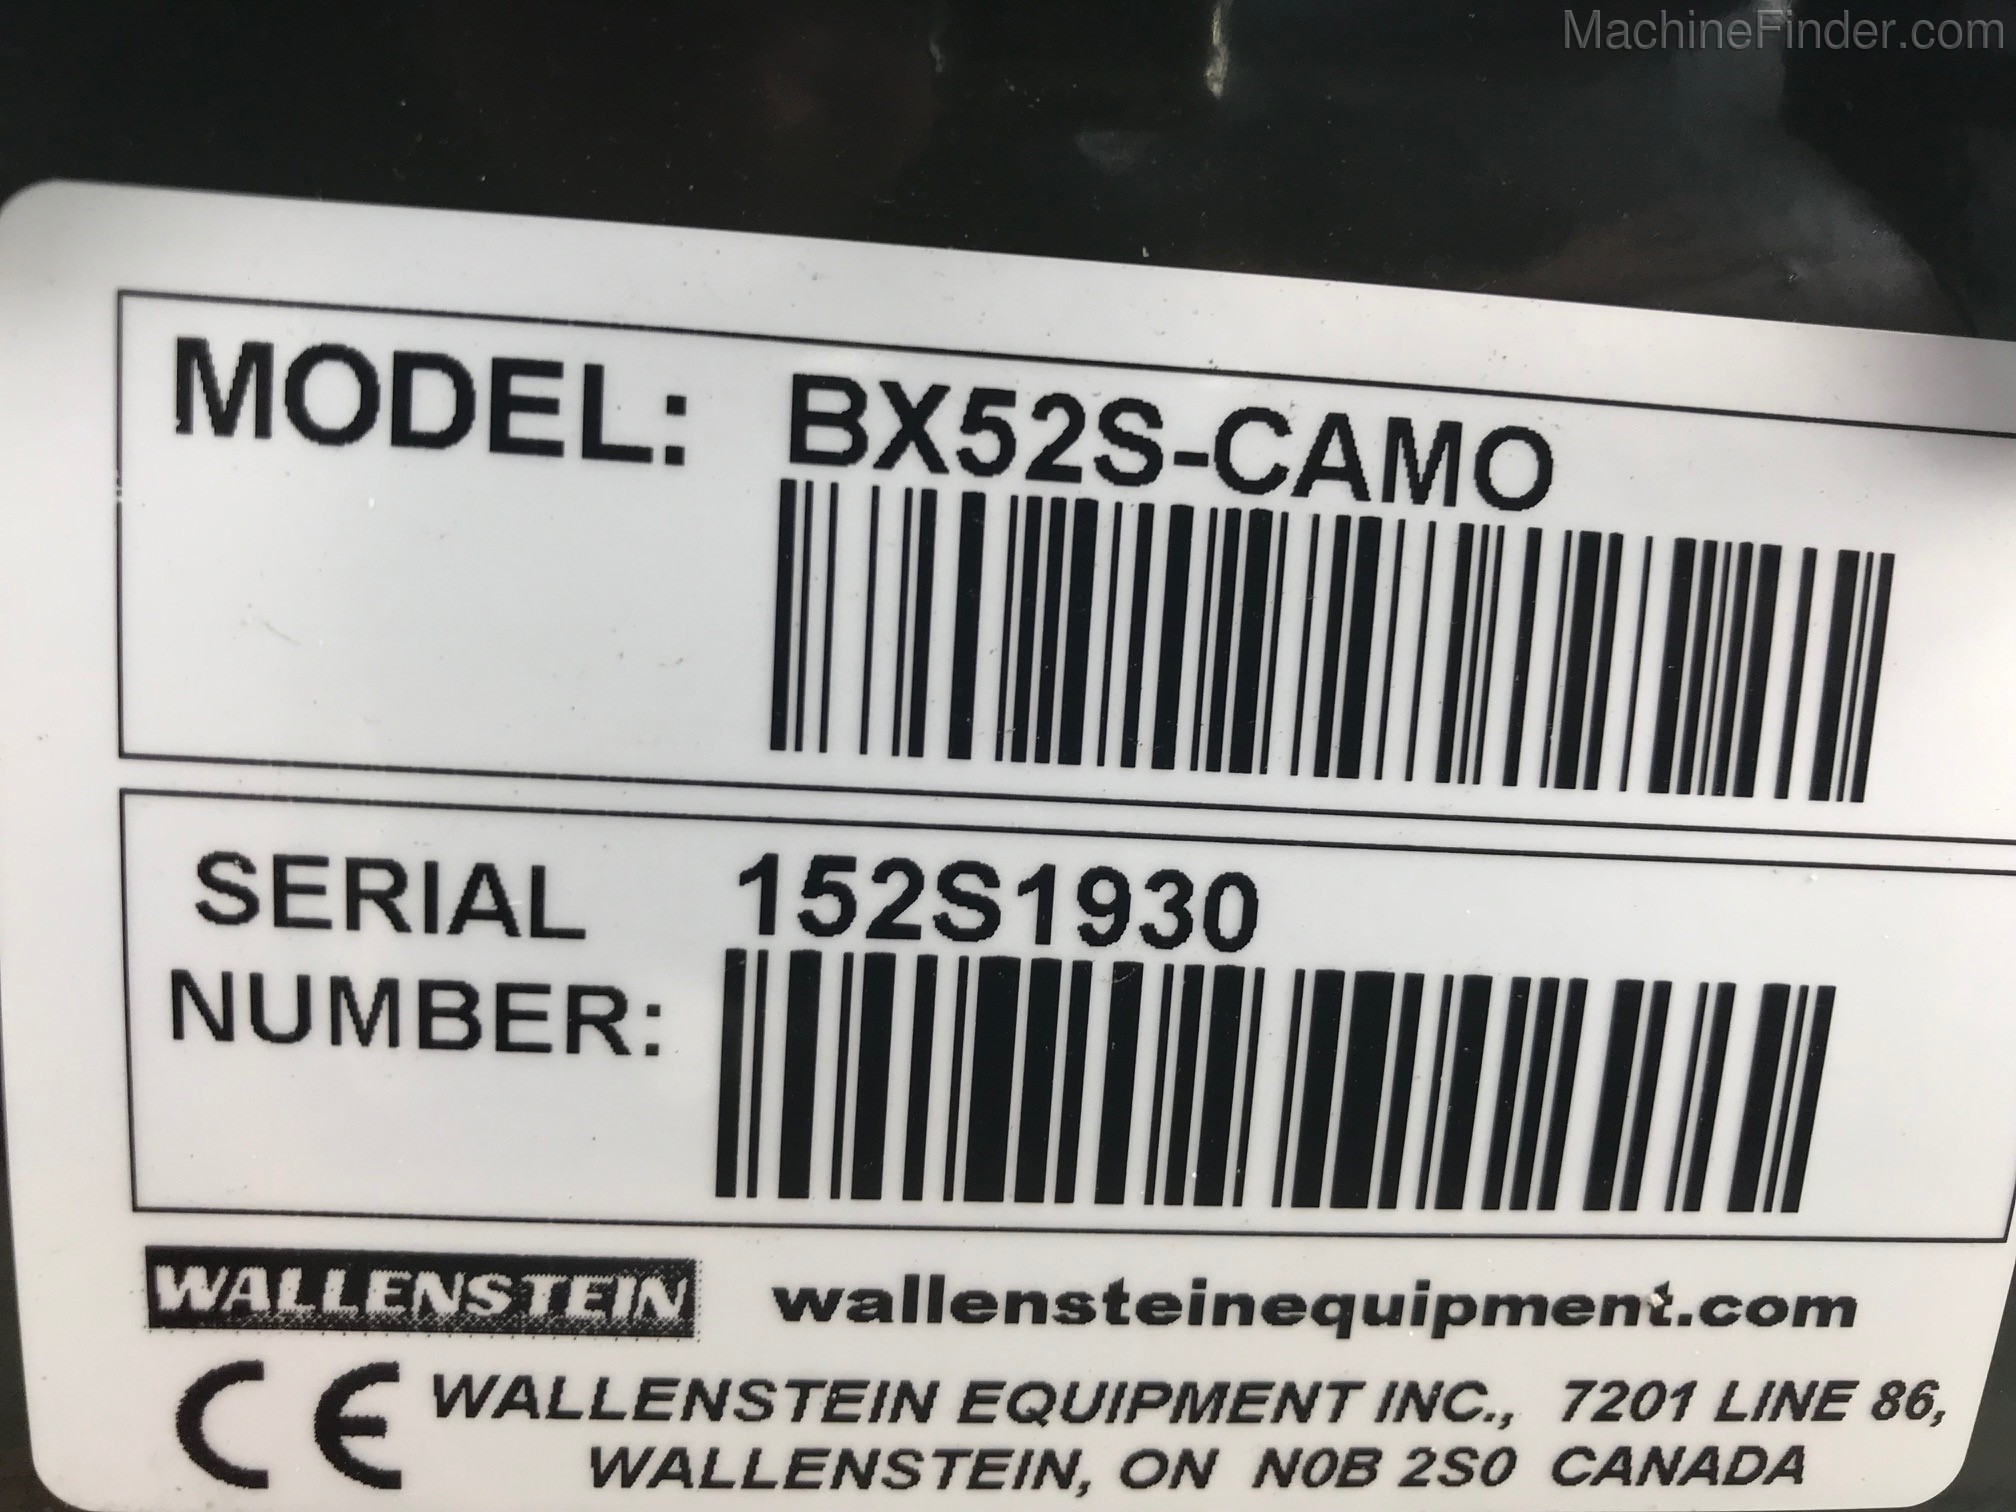 MachineFinder.com
MODEL: BX52S-CAMO
SERIAL NUMBER: 152S1930
WALLENSTEIN wallensteinequipment.com
CE WALLENSTEIN EQUIPMENT INC., 7201 LINE 86,
WALLENSTEIN, ON N0B 2S0 CANADA